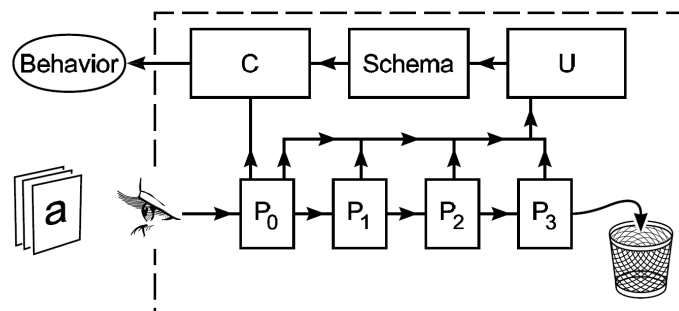 Behavior C Schema U
a P₀ P₁ P₂ P₃